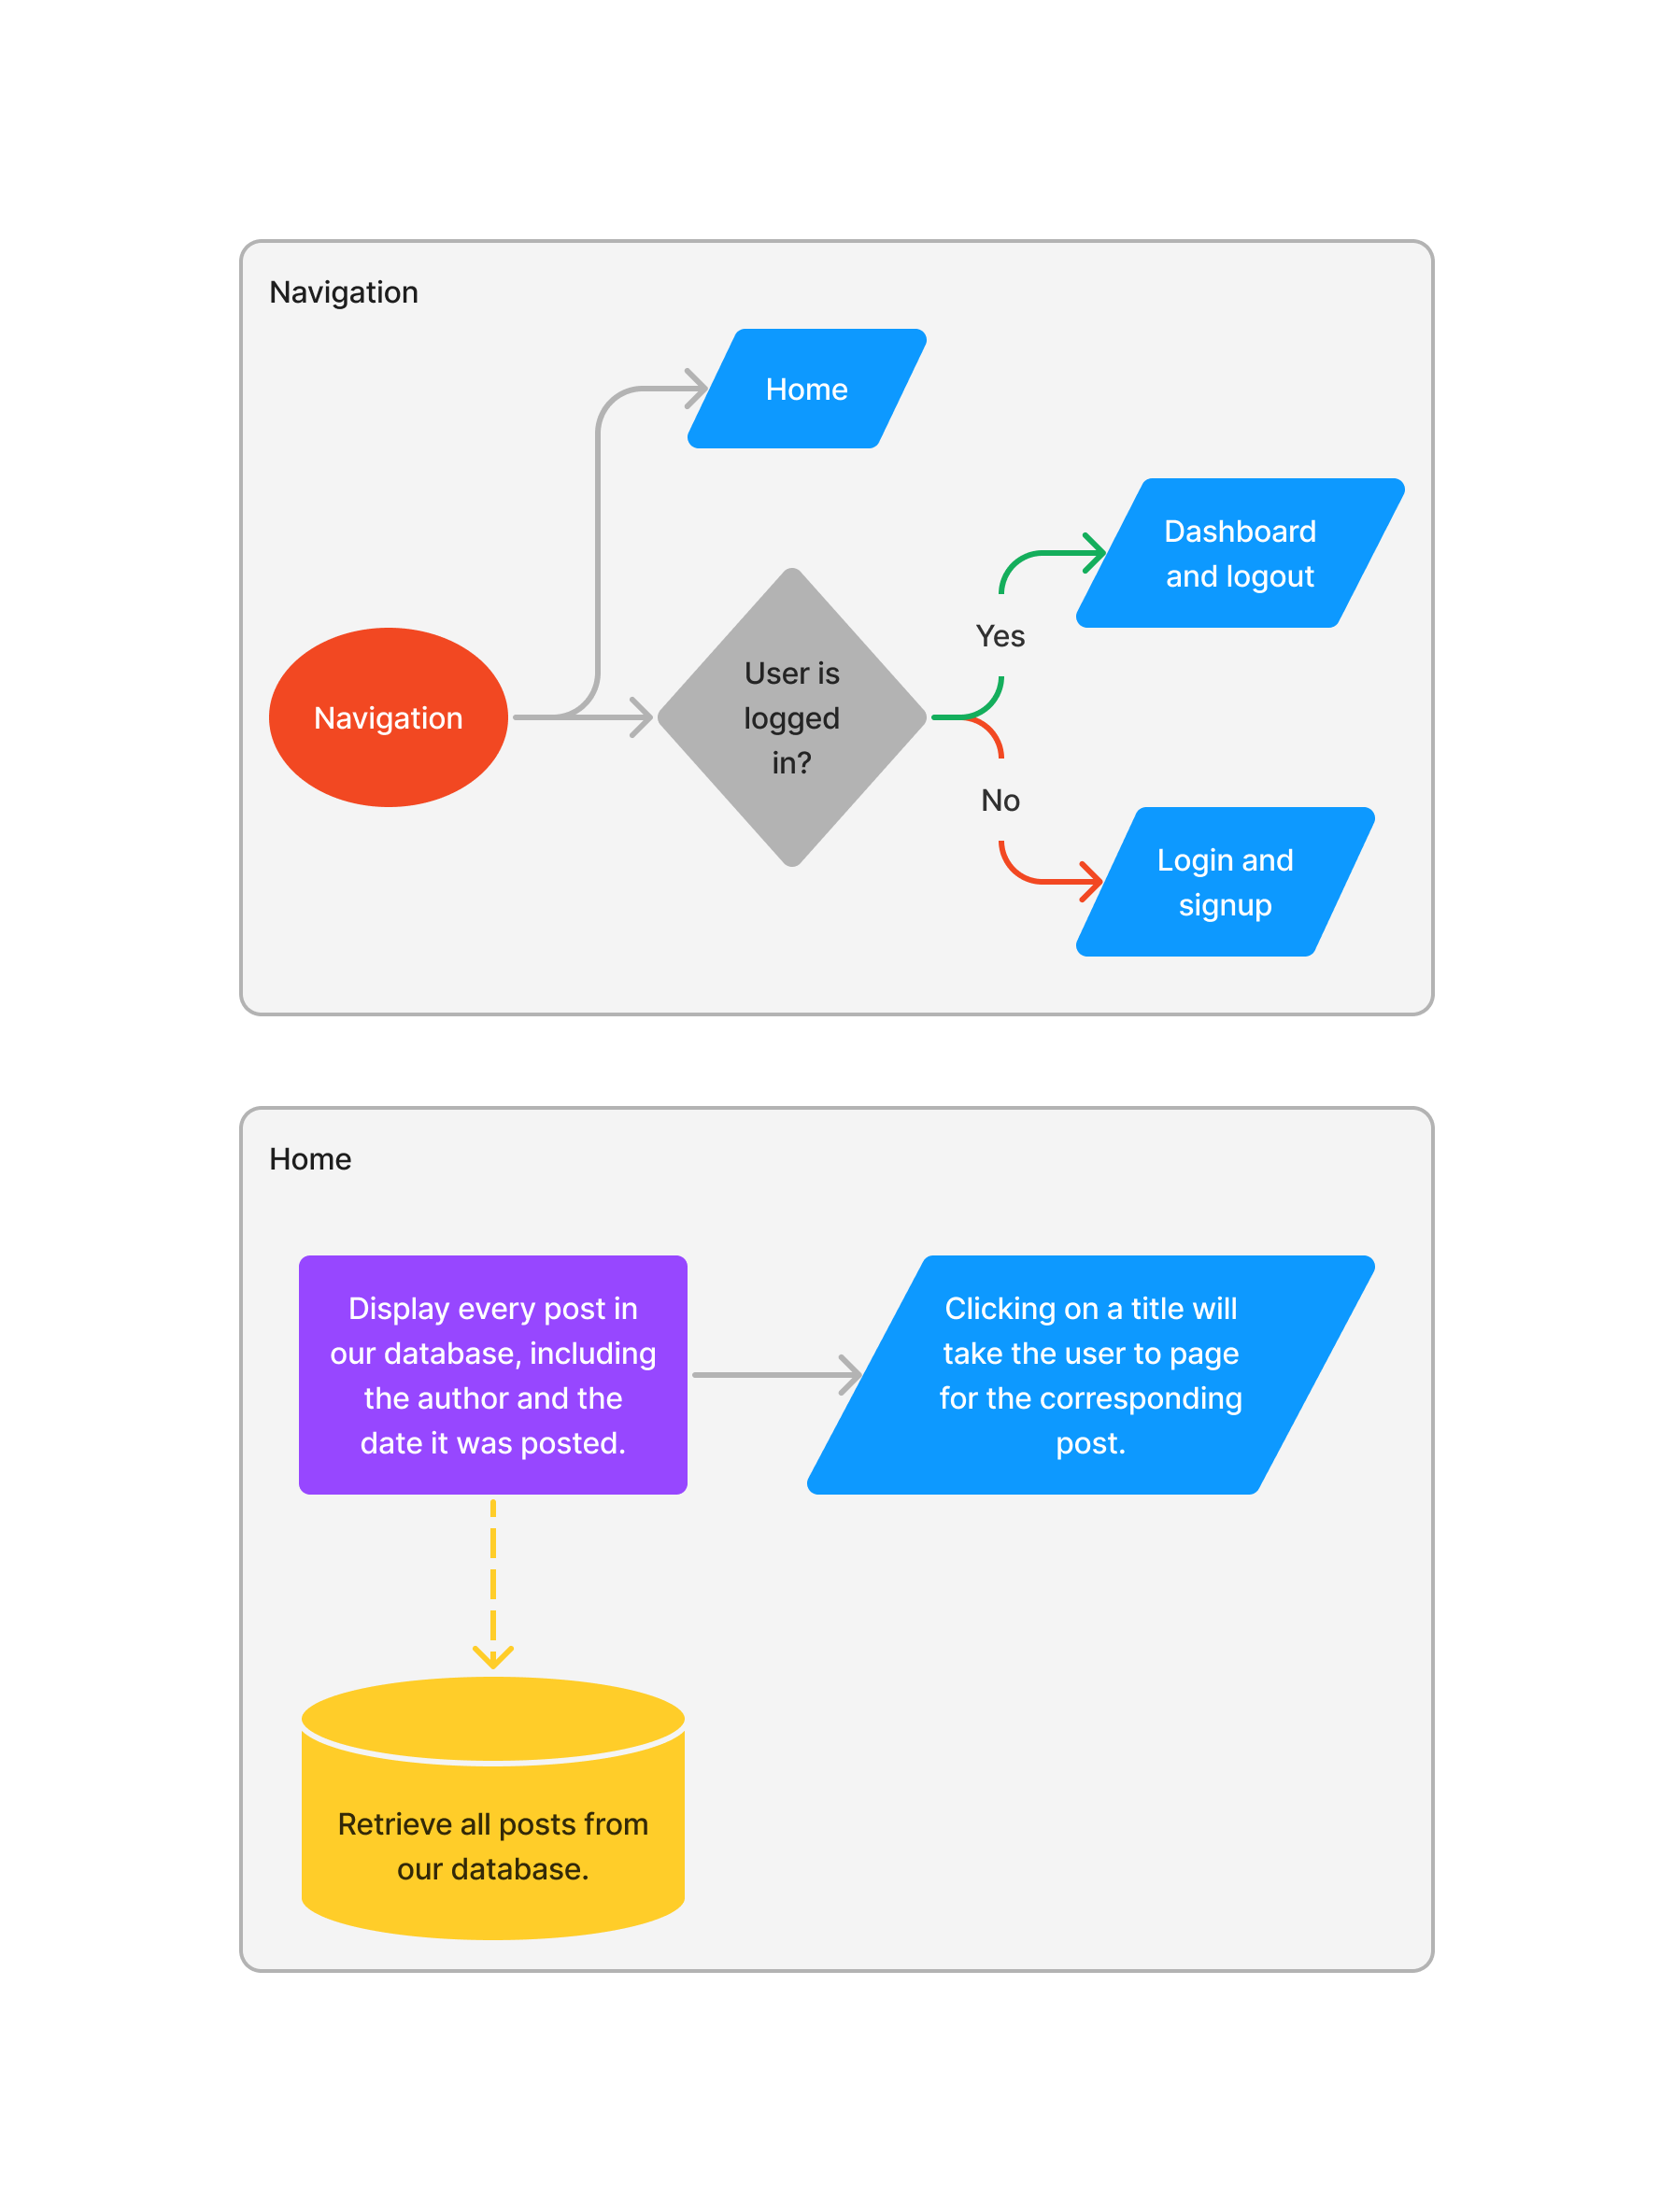 Navigation
Home
Dashboard
and logout
Yes
User is
logged
in?
Navigation
No
Login and
signup
Home
Display every post in
our database, including
the author and the
date it was posted.
Clicking on a title will
take the user to page
for the corresponding
post.
Retrieve all posts from
our database.